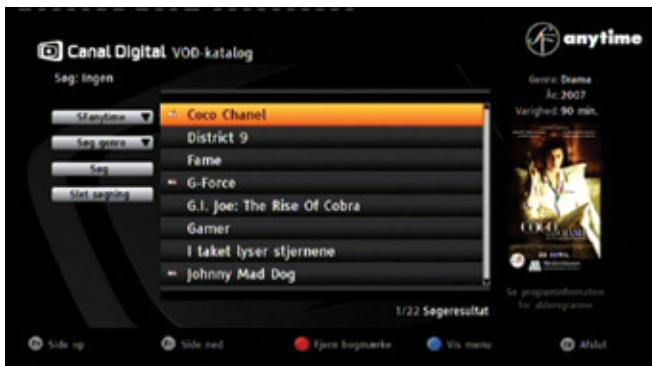 Canal Digital VOD-katalog
SF anytime
Søg: Ingen
Genre: Drama
År: 2007
Varighed: 90 min.
SFanytime
Søg genre
Søg
Slet søgning
Coco Chanel
District 9
Fame
G-Force
G.I. Joe: The Rise Of Cobra
Gamer
I taket lyser stjernene
Johnny Mad Dog
COCO
Se programinformation
for aldersgrænse
1/22 Søgeresultat
Side op
Side ned
Fjern bogmærke
Vis menu
Afslut